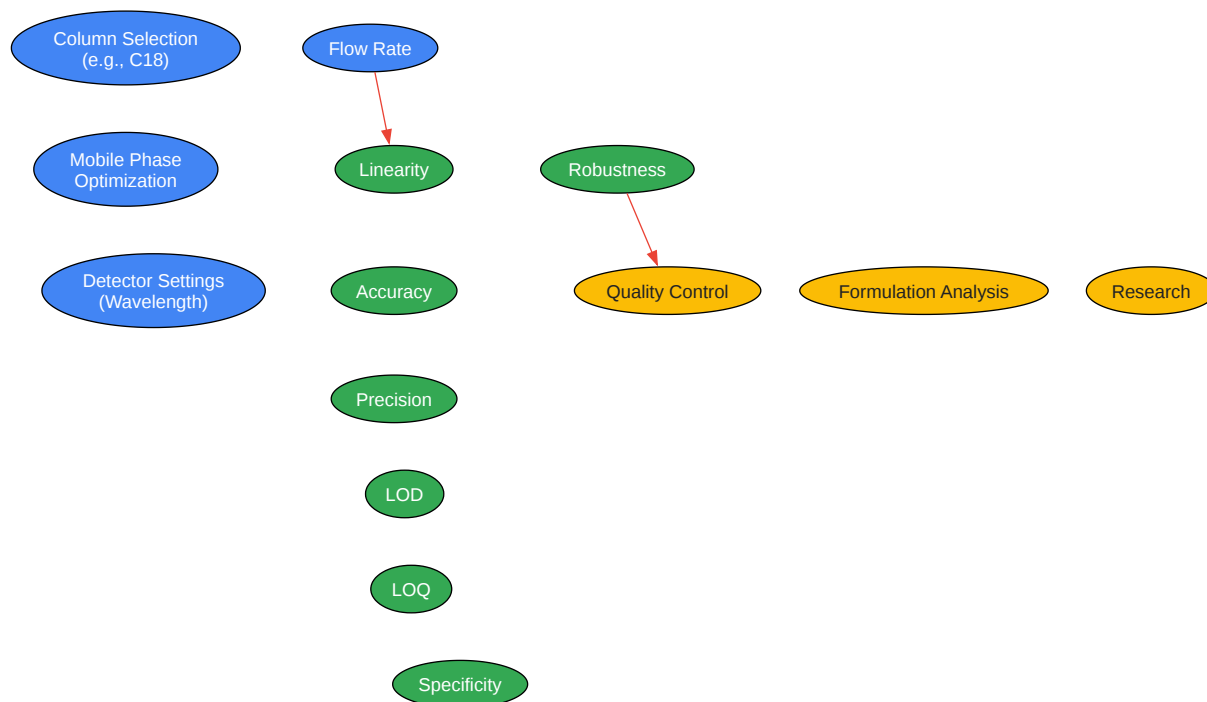 Column Selection
(e.g., C18)
Flow Rate
Mobile Phase
Optimization
Linearity
Robustness
Detector Settings
(Wavelength)
Accuracy
Quality Control
Formulation Analysis
Research
Precision
LOD
LOQ
Specificity